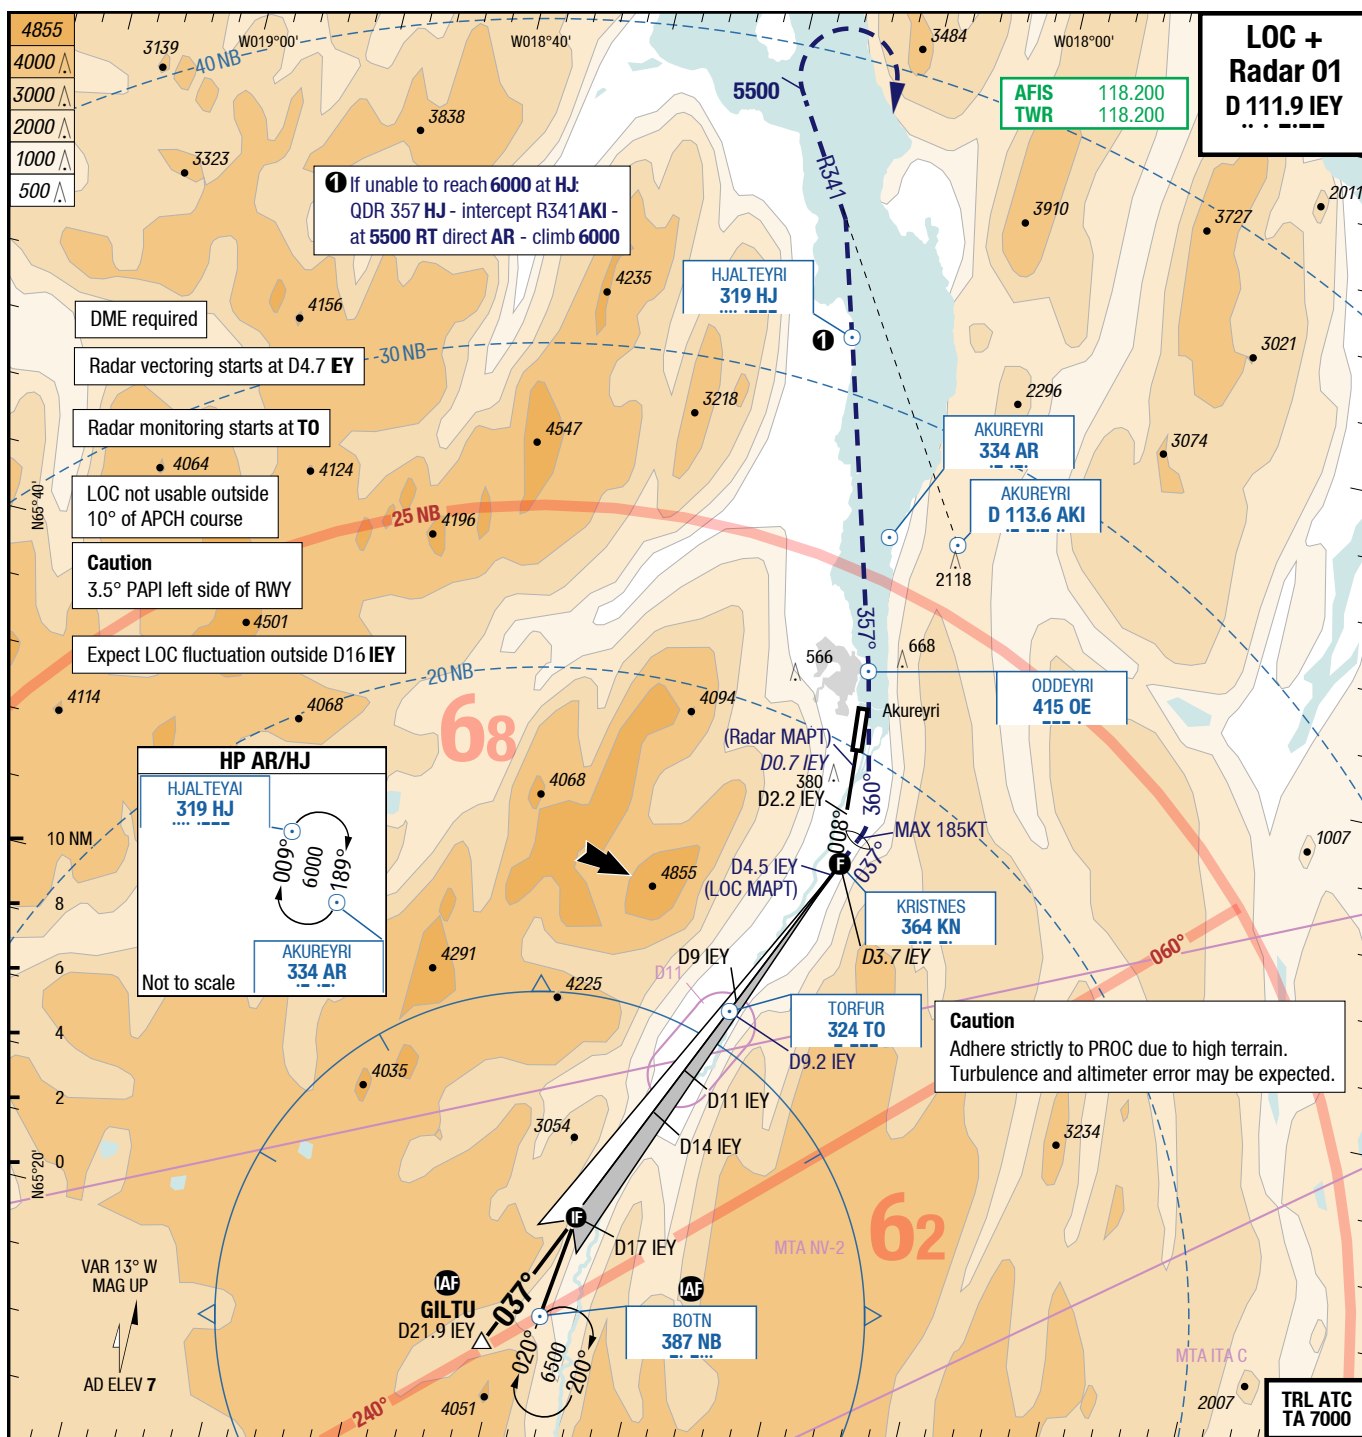 4855
4000
3000
2000
1000
500
3139
W019°00'
40 NB
W018°40'
3484
W018°00'
LOC +
Radar 01
D 111.9 IEY
AFIS 118.200
TWR 118.200
5500
3838
3323
R341
3910
3727
2011
1 If unable to reach 6000 at HJ:
QDR 357 HJ - intercept R341 AKI -
at 5500 RT direct AR - climb 6000
4235
HJALTEYRI
319 HJ
4156
DME required
1
30 NB
3021
Radar vectoring starts at D4.7 IEY
3218
2296
Radar monitoring starts at TO
4547
AKUREYRI
334 AR
3074
4064
4124
LOC not usable outside
10° of APCH course
N65°40'
25 NB
4196
AKUREYRI
D 113.6 AKI
2118
Caution
3.5° PAPI left side of RWY
4501
357°
668
566
Expect LOC fluctuation outside D16 IEY
20 NB
4114
4068
68
4094
ODDEYRI
415 OE
Akureyri
(Radar MAPT)
D0.7 IEY
380
D2.2 IEY
360°
HP AR/HJ
HJALTEYAI
319 HJ
009°
6000
189°
AKUREYRI
334 AR
Not to scale
4068
008°
MAX 185KT
037°
F
D4.5 IEY
(LOC MAPT)
4855
1007
10 NM
8
6
4
2
0
KRISTNES
364 KN
D3.7 IEY
060°
4291
D9 IEY
D11
4225
TORFUR
324 TO
D9.2 IEY
Caution
Adhere strictly to PROC due to high terrain.
Turbulence and altimeter error may be expected.
4035
D11 IEY
3054
D14 IEY
3234
N65°20'
IF
D17 IEY
62
MTA NV-2
VAR 13° W
MAG UP
IAF
GILTU
D21.9 IEY
037°
IAF
BOTN
387 NB
020°
6500
200°
AD ELEV 7
240°
4051
MTA ITA C
2007
TRL ATC
TA 7000